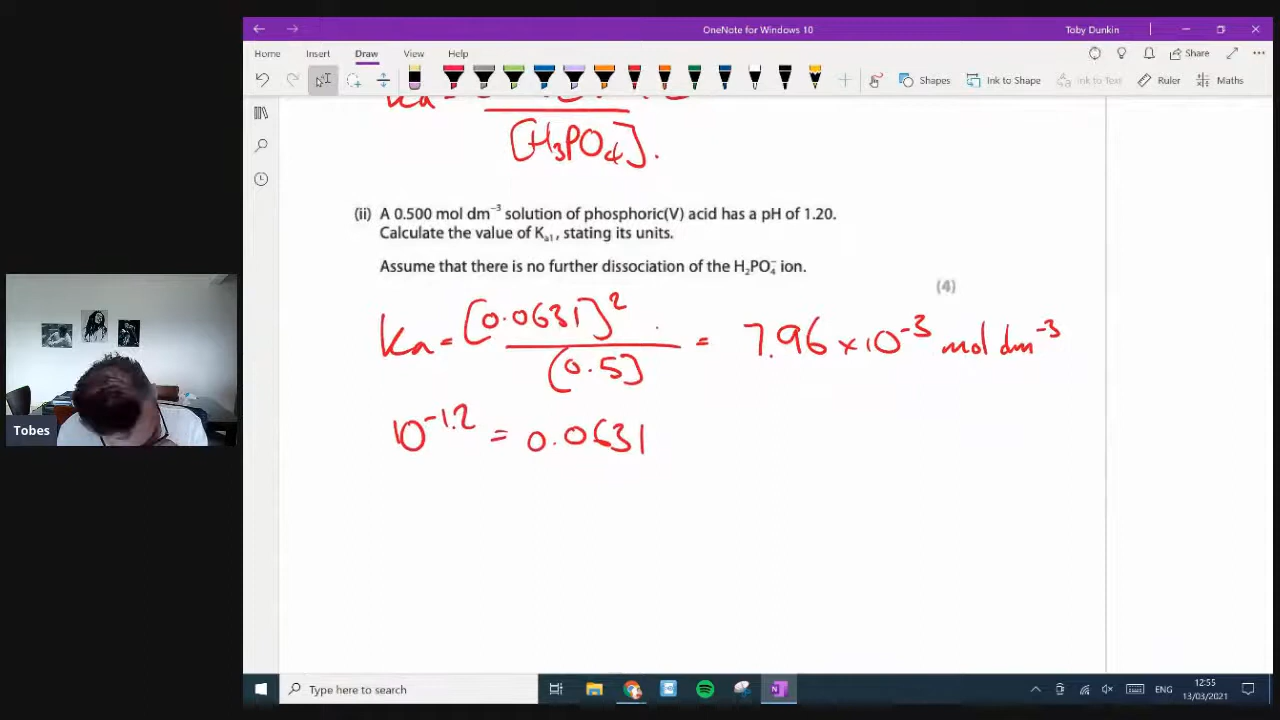 OneNote for Windows 10
Toby Dunkin
Home Insert Draw View Help
Share
Shapes Ink to Shape Ink to Text Ruler Maths
Ka =
[H₃PO₄].
(ii) A 0.500 mol dm⁻³ solution of phosphoric(V) acid has a pH of 1.20.
Calculate the value of Kₐ₁, stating its units.
Assume that there is no further dissociation of the H₂PO₄⁻ ion.
(4)
Ka = [0.0631]² / [0.5] = 7.96 × 10⁻³ mol dm⁻³
10⁻¹·² = 0.0631
Tobes
Type here to search
ENG
12:55
13/03/2021